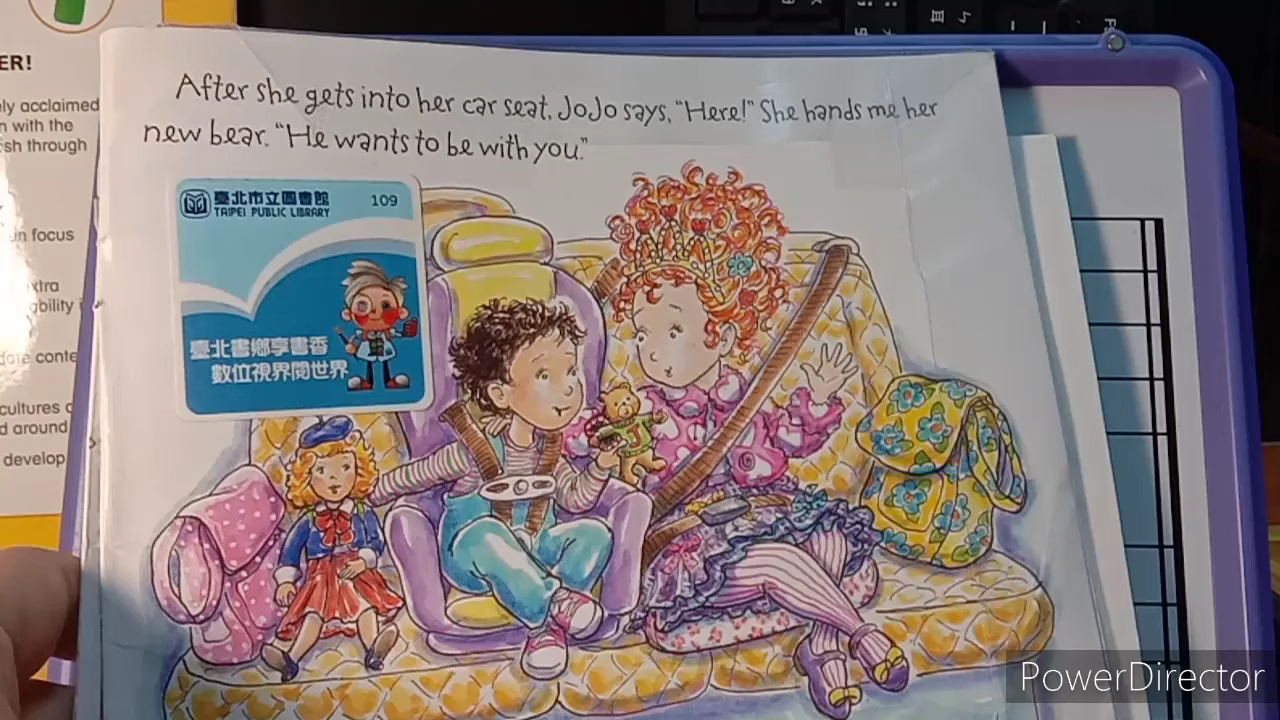 After she gets into her car seat, JoJo says, "Here!" She hands me her
new bear. "He wants to be with you."
臺北市立圖書館
TAIPEI PUBLIC LIBRARY
109
臺北書鄉享書香
數位視界閱世界
J
ER!
ly acclaimed
with the
sh through
focus
xtra
ability
date conte
cultures
d around
develop
PowerDirector